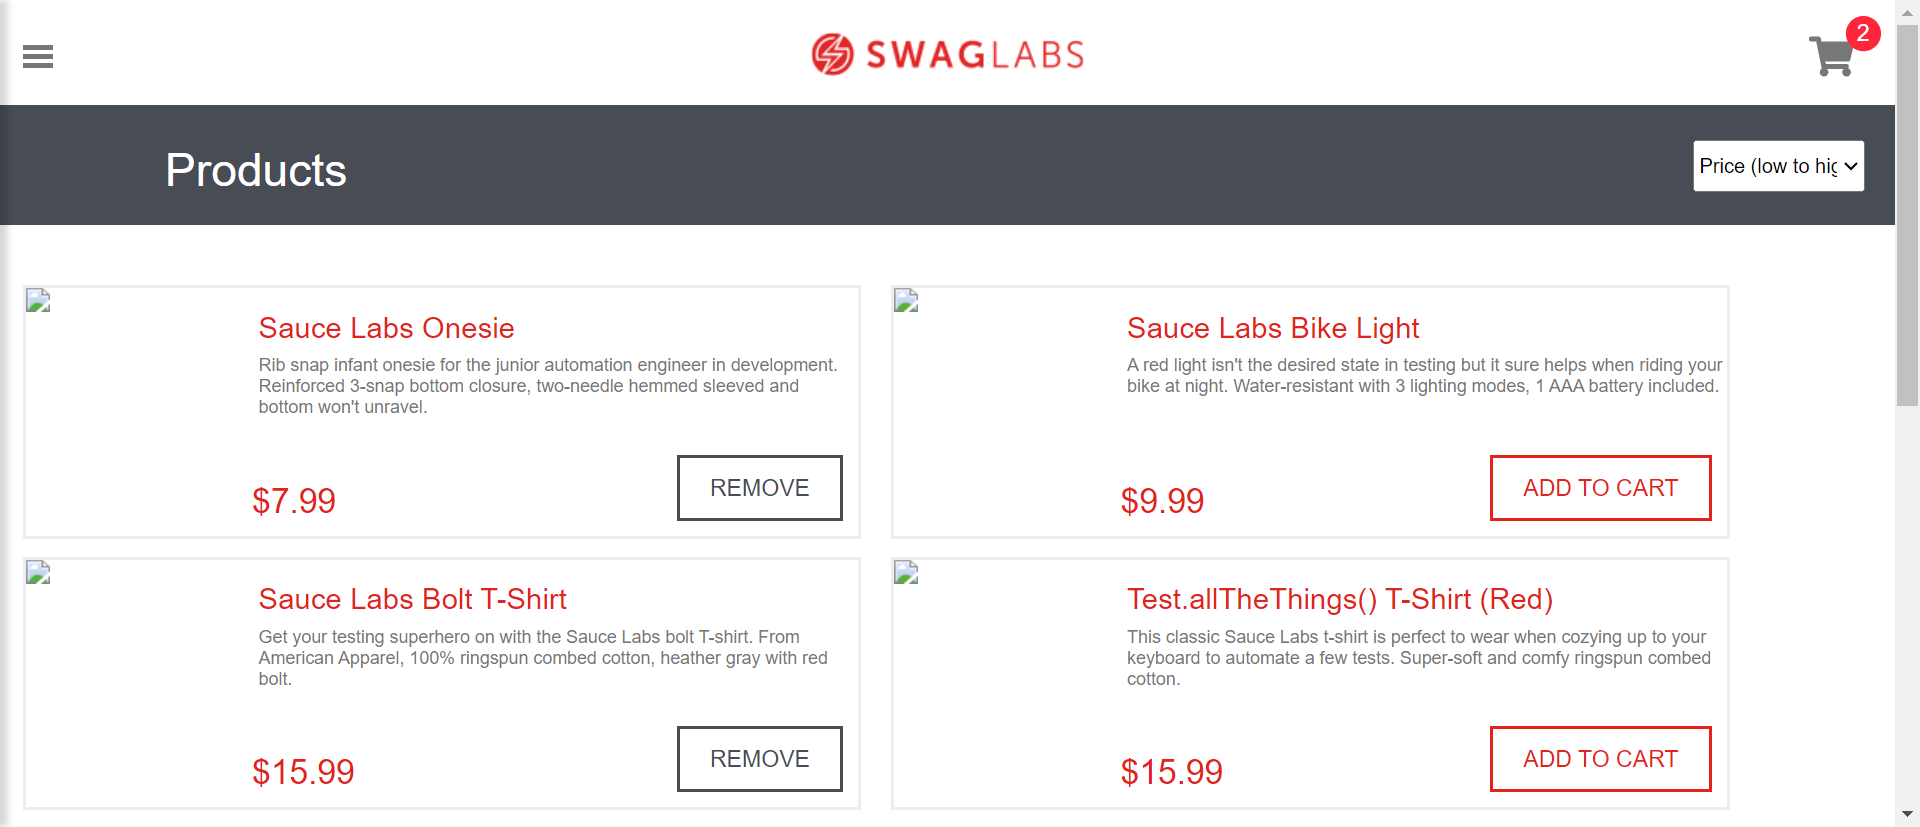 SWAGLABS
2
Products
Price (low to hig
Sauce Labs Onesie
Rib snap infant onesie for the junior automation engineer in development.
Reinforced 3-snap bottom closure, two-needle hemmed sleeved and
bottom won't unravel.
$7.99
REMOVE
Sauce Labs Bike Light
A red light isn't the desired state in testing but it sure helps when riding your
bike at night. Water-resistant with 3 lighting modes, 1 AAA battery included.
$9.99
ADD TO CART
Sauce Labs Bolt T-Shirt
Get your testing superhero on with the Sauce Labs bolt T-shirt. From
American Apparel, 100% ringspun combed cotton, heather gray with red
bolt.
$15.99
REMOVE
Test.allTheThings() T-Shirt (Red)
This classic Sauce Labs t-shirt is perfect to wear when cozying up to your
keyboard to automate a few tests. Super-soft and comfy ringspun combed
cotton.
$15.99
ADD TO CART